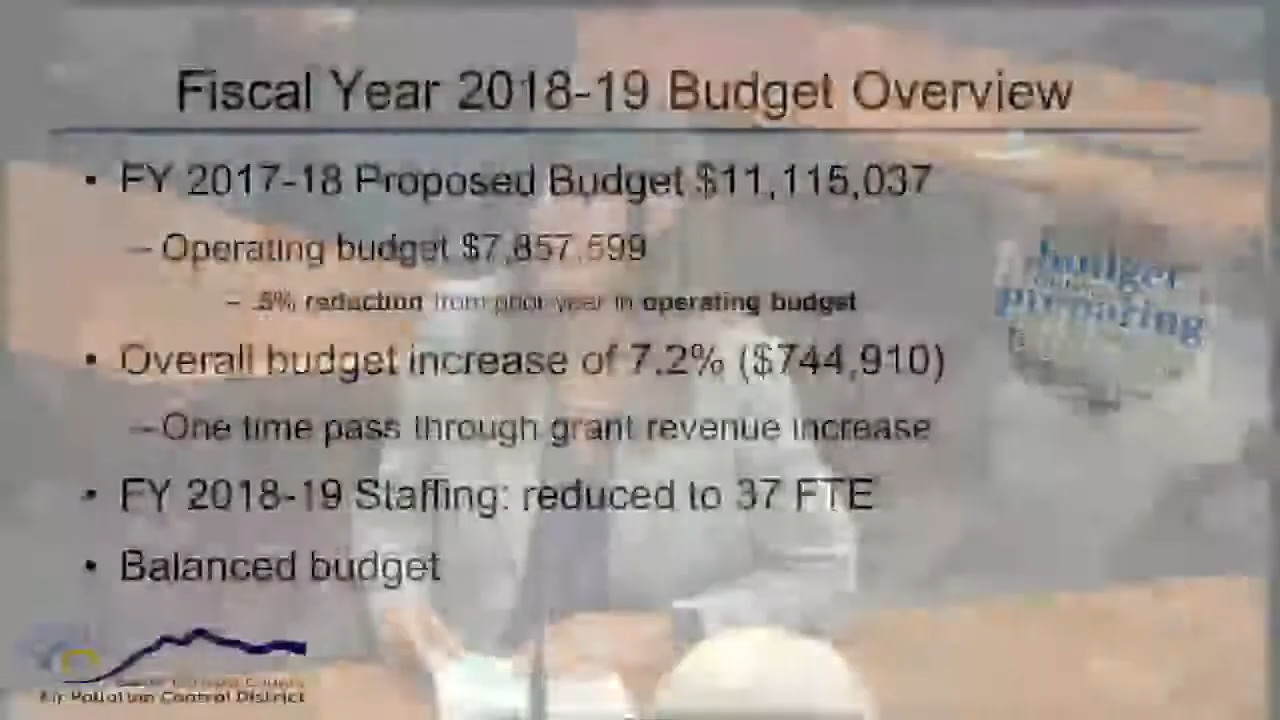 Fiscal Year 2018-19 Budget Overview
• FY 2017-18 Proposed Budget $11,115,037
– Operating budget $7,857,599
– .5% reduction from prior year in operating budget
• Overall budget increase of 7.2% ($744,910)
– One time pass through grant revenue increase
• FY 2018-19 Staffing: reduced to 37 FTE
• Balanced budget
budget
County
Air Pollution Control District